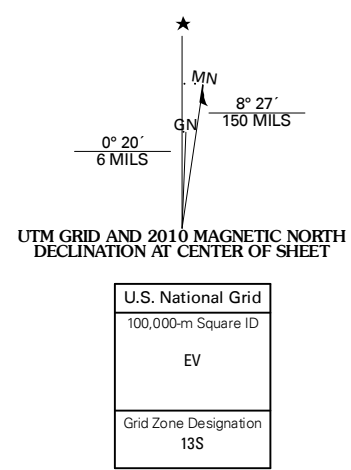 ★
MN
8° 27´
150 MILS
GN
0° 20´
6 MILS
UTM GRID AND 2010 MAGNETIC NORTH
DECLINATION AT CENTER OF SHEET
U.S. National Grid
100,000-m Square ID
EV
Grid Zone Designation
13S